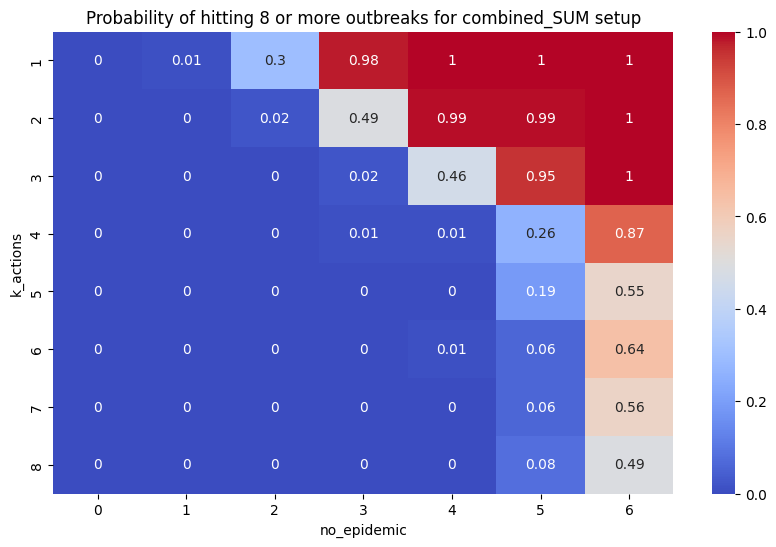 Probability of hitting 8 or more outbreaks for combined_SUM setup
k_actions
1 0 0.01 0.3 0.98 1 1 1
2 0 0 0.02 0.49 0.99 0.99 1
3 0 0 0 0.02 0.46 0.95 1
4 0 0 0 0.01 0.01 0.26 0.87
5 0 0 0 0 0 0.19 0.55
6 0 0 0 0 0.01 0.06 0.64
7 0 0 0 0 0 0.06 0.56
8 0 0 0 0 0 0.08 0.49
0 1 2 3 4 5 6
no_epidemic
1.0
0.8
0.6
0.4
0.2
0.0